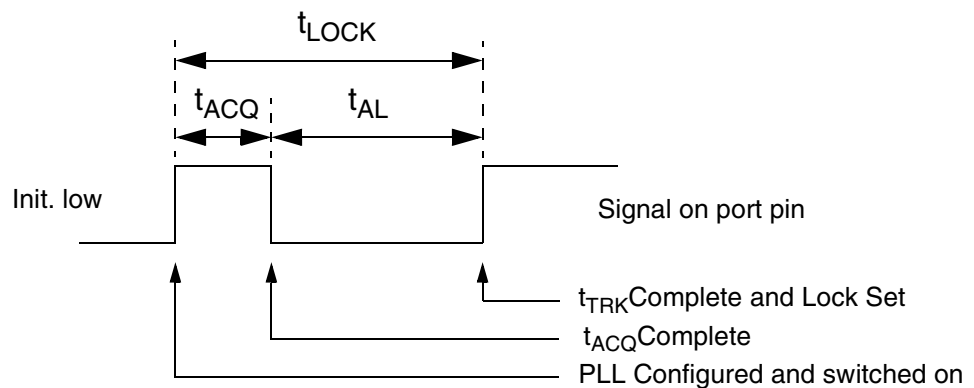 tLOCK
tACQ tAL
Init. low
Signal on port pin
tTRKComplete and Lock Set
tACQComplete
PLL Configured and switched on